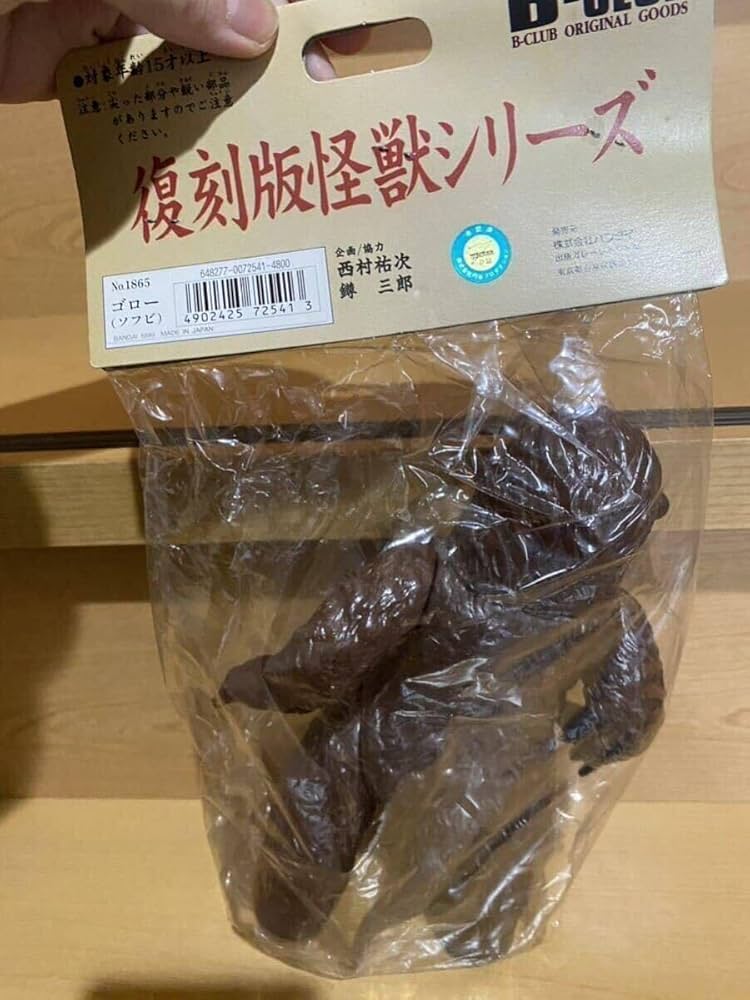 B-CLUB ORIGINAL GOODS
●対象年齢15才以上
注意:尖った部分や鋭い部品
がありますのでご注意
ください。
復刻版怪獣シリーズ
No.1865
ゴロー
(ソフビ)
648277-0072541-4800
4902425 72541 3
MADE IN JAPAN
企画/協力
西村祐次
鐏 三郎
発売元
株式会社バンダイ